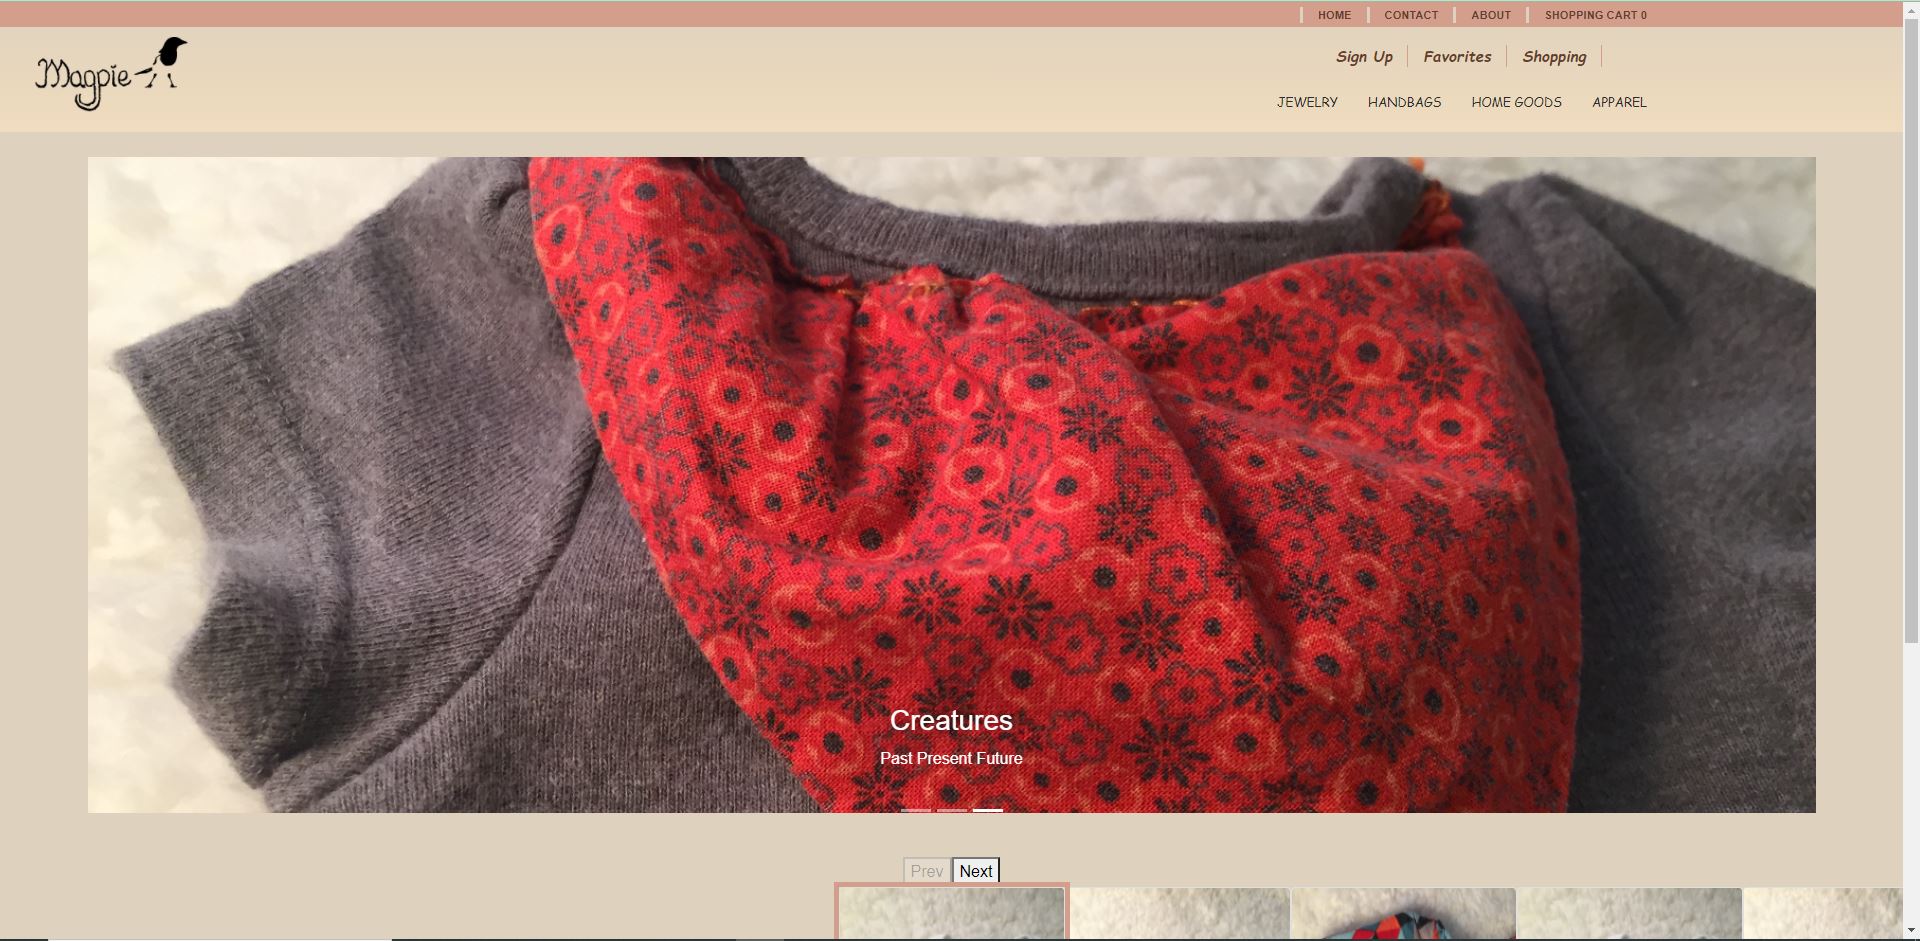 HOME CONTACT ABOUT SHOPPING CART 0
Magpie
Sign Up Favorites Shopping
JEWELRY HANDBAGS HOME GOODS APPAREL
Creatures
Past Present Future
Prev Next